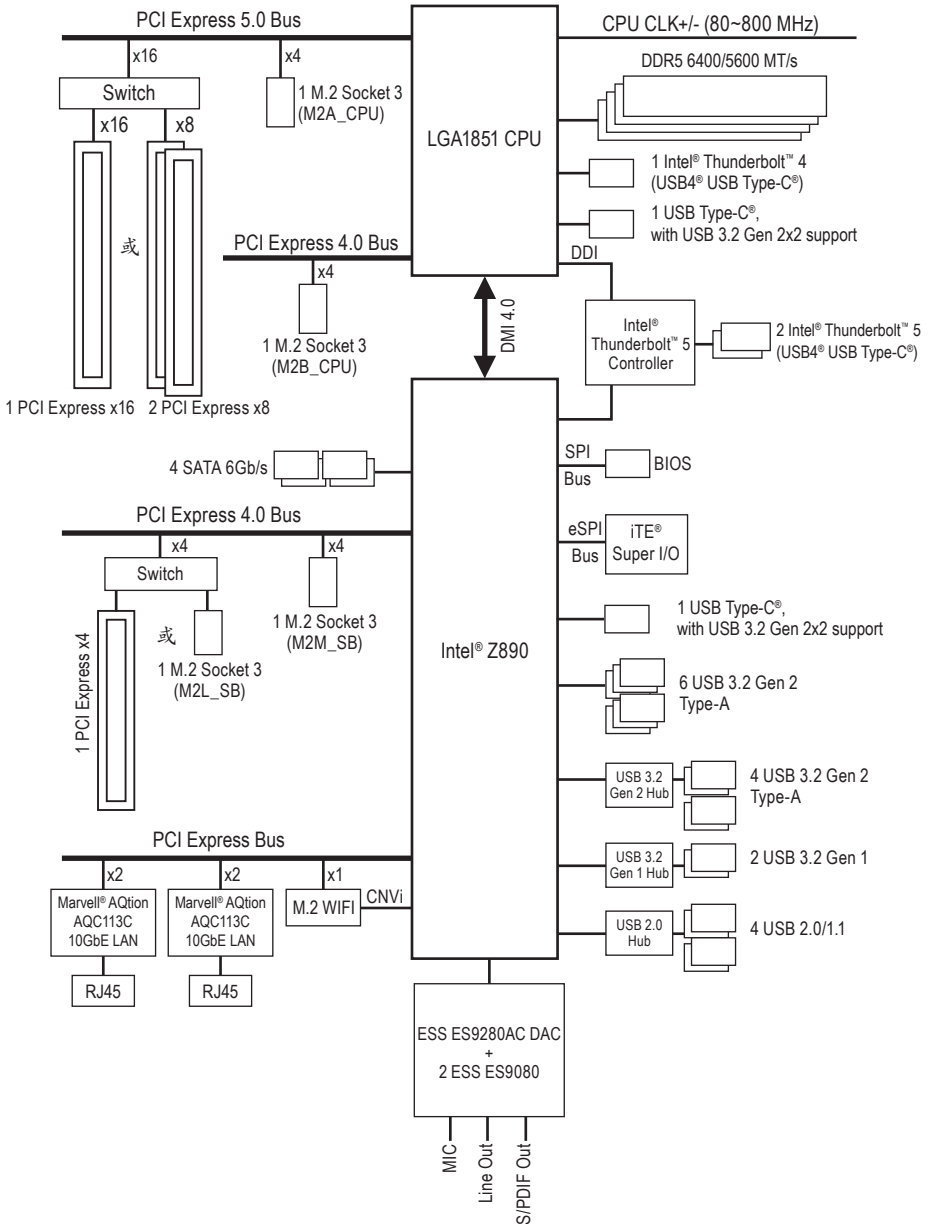 PCI Express 5.0 Bus
x16
x4
Switch
x16
x8
1 M.2 Socket 3
(M2A_CPU)
或
1 PCI Express x16
2 PCI Express x8
PCI Express 4.0 Bus
x4
1 M.2 Socket 3
(M2B_CPU)
LGA1851 CPU
CPU CLK+/- (80~800 MHz)
DDR5 6400/5600 MT/s
1 Intel® Thunderbolt™ 4
(USB4® USB Type-C®)
1 USB Type-C®,
with USB 3.2 Gen 2x2 support
DDI
Intel®
Thunderbolt™ 5
Controller
2 Intel® Thunderbolt™ 5
(USB4® USB Type-C®)
DMI 4.0
4 SATA 6Gb/s
PCI Express 4.0 Bus
x4
x4
Switch
1 PCI Express x4
或
1 M.2 Socket 3
(M2L_SB)
1 M.2 Socket 3
(M2M_SB)
Intel® Z890
SPI
Bus
BIOS
eSPI
Bus
iTE®
Super I/O
1 USB Type-C®,
with USB 3.2 Gen 2x2 support
6 USB 3.2 Gen 2
Type-A
USB 3.2
Gen 2 Hub
4 USB 3.2 Gen 2
Type-A
USB 3.2
Gen 1 Hub
2 USB 3.2 Gen 1
USB 2.0
Hub
4 USB 2.0/1.1
PCI Express Bus
x2
x2
x1
Marvell® AQtion
AQC113C
10GbE LAN
Marvell® AQtion
AQC113C
10GbE LAN
M.2 WIFI
CNVi
RJ45
RJ45
ESS ES9280AC DAC
+
2 ESS ES9080
MIC
Line Out
S/PDIF Out